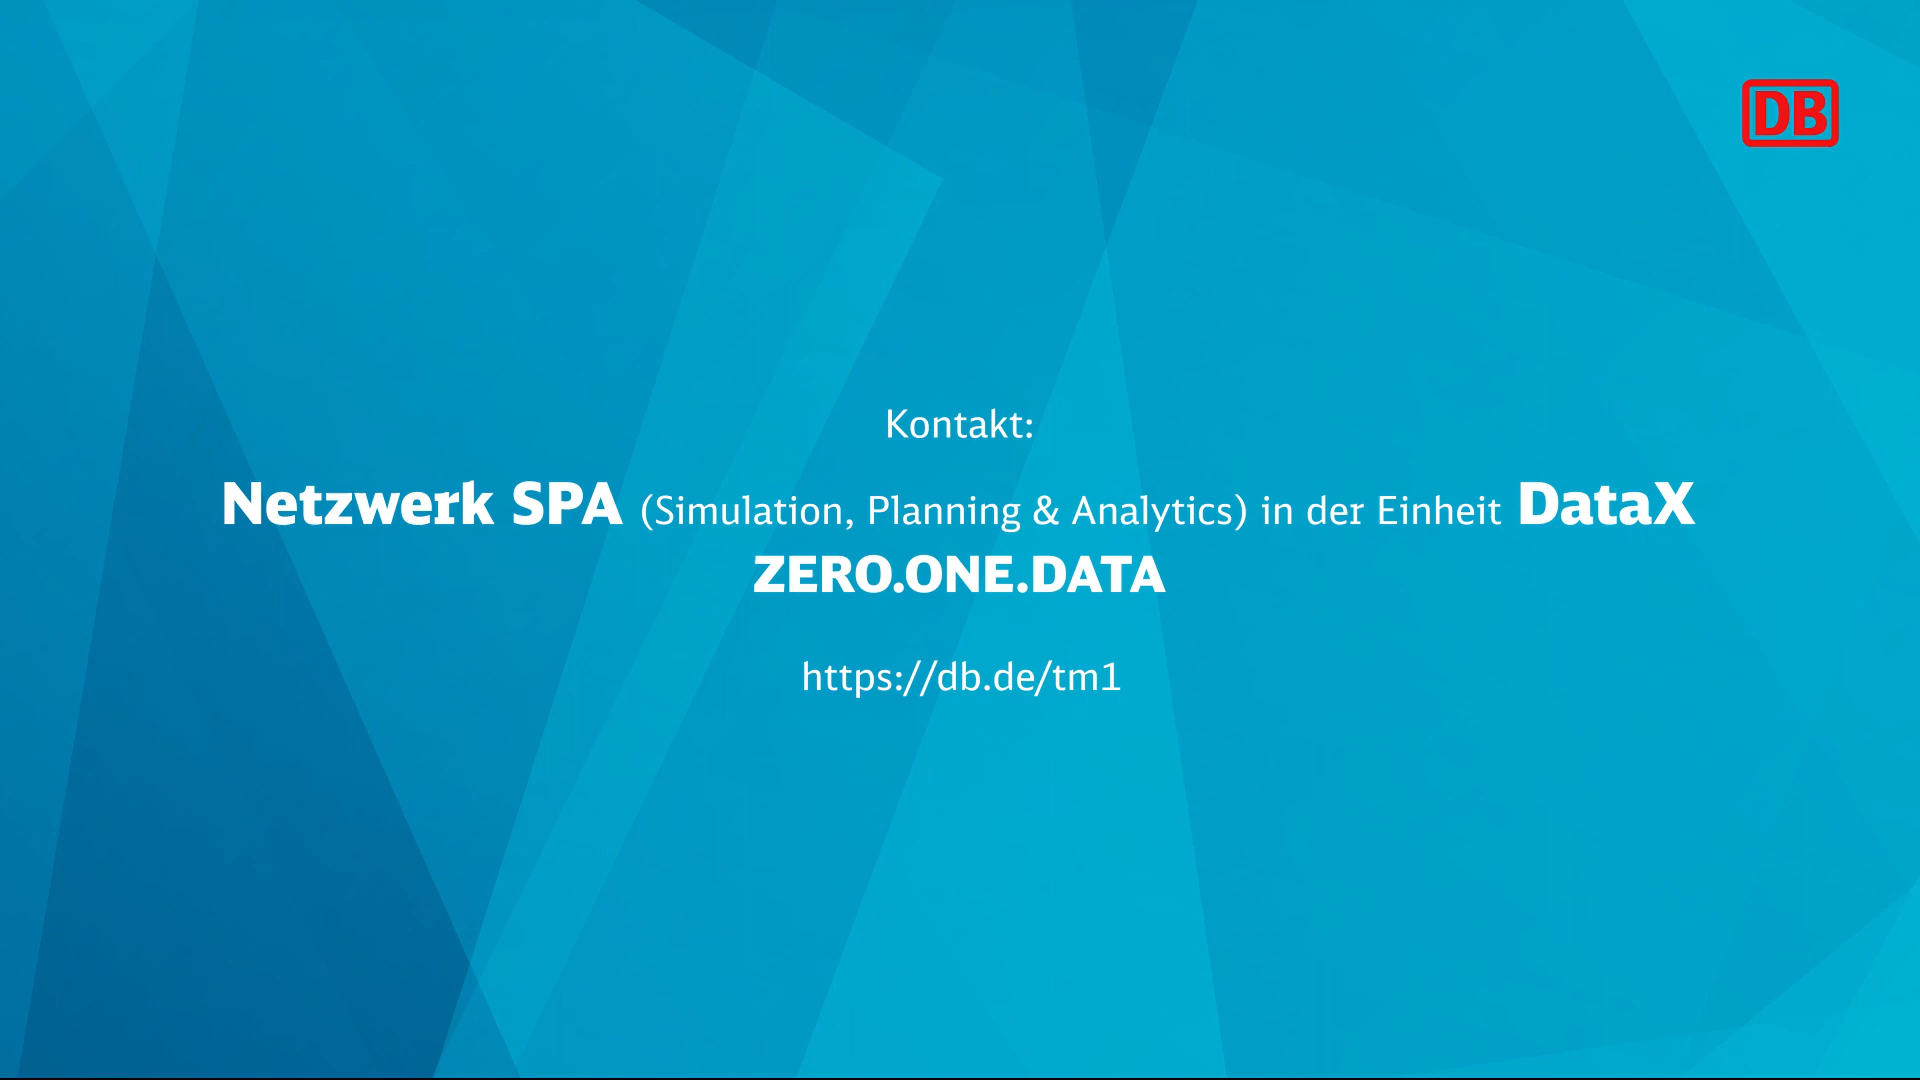 DB
Kontakt:
Netzwerk SPA (Simulation, Planning & Analytics) in der Einheit DataX
ZERO.ONE.DATA
https://db.de/tm1